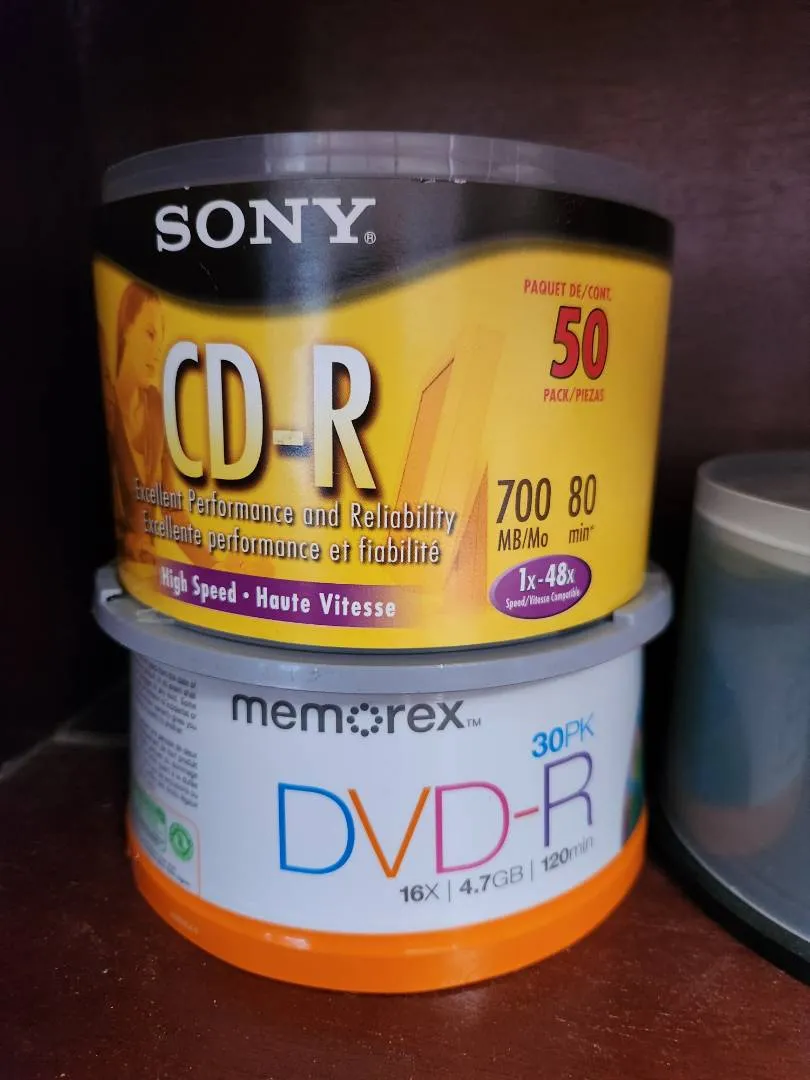 SONY®
PAQUET DE/CONT.
50
PACK/PIEZAS
CD-R
Excellent Performance and Reliability
Excellente performance et fiabilité
700 80
MB/Mo min*
High Speed • Haute Vitesse
1x-48x
Speed/Vitesse Compatible
memorex™
30PK
DVD-R
16X | 4.7GB | 120min